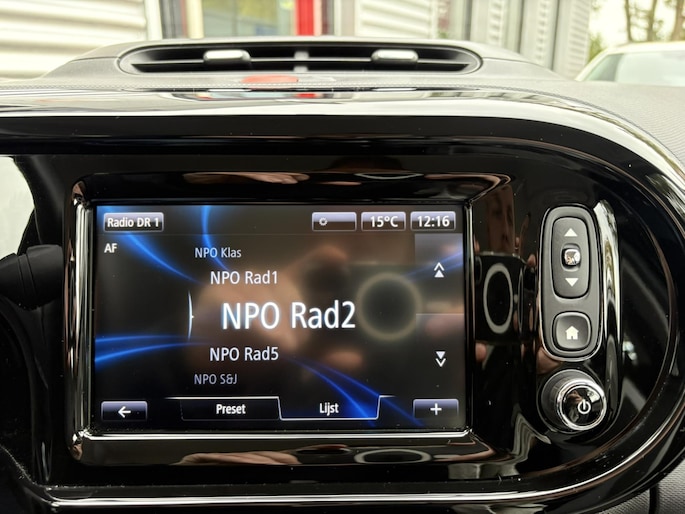 Radio DR 1
15°C
12:16
AF
NPO Klas
NPO Rad1
NPO Rad2
NPO Rad5
NPO S&J
Preset
Lijst